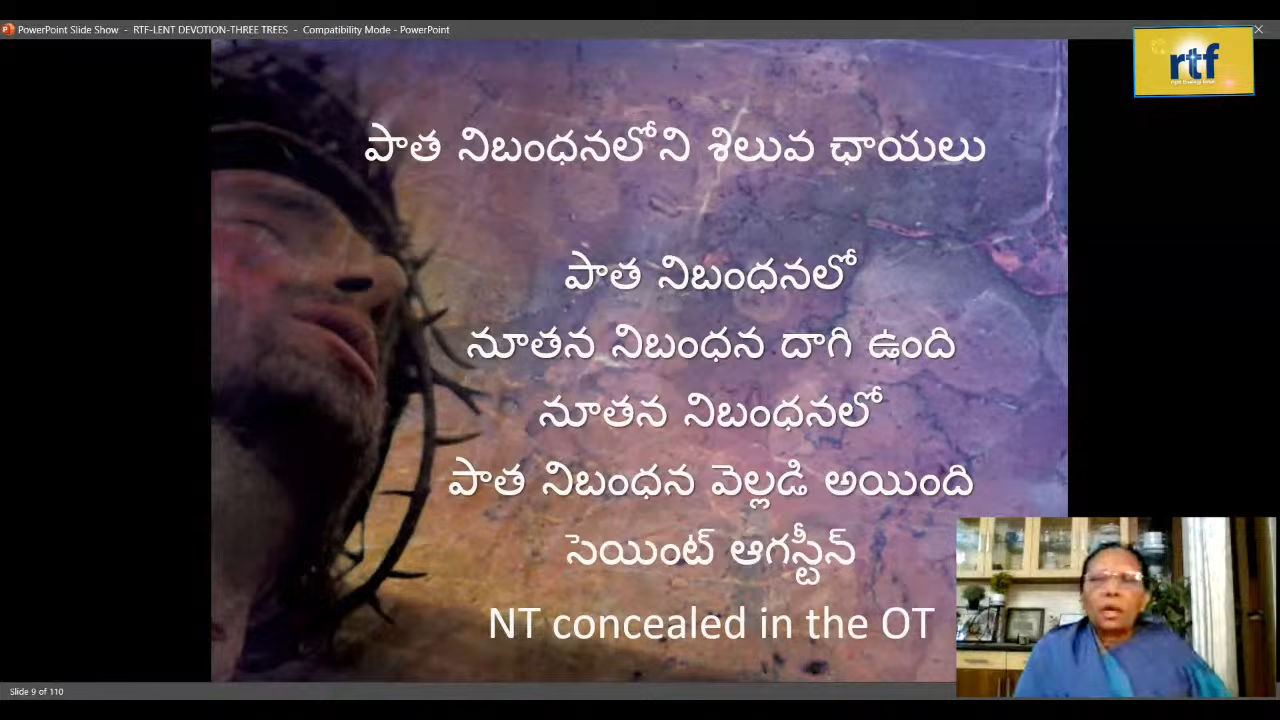 PowerPoint Slide Show - RTF-LENT DEVOTION-THREE TREES - Compatibility Mode - PowerPoint
rtf
పాత నిబంధనలోని శిలువ ఛాయలు
పాత నిబంధనలో
నూతన నిబంధన దాగి ఉంది
నూతన నిబంధనలో
పాత నిబంధన వెల్లడి అయింది
సెయింట్ ఆగస్టీన్
NT concealed in the OT
Slide 9 of 110